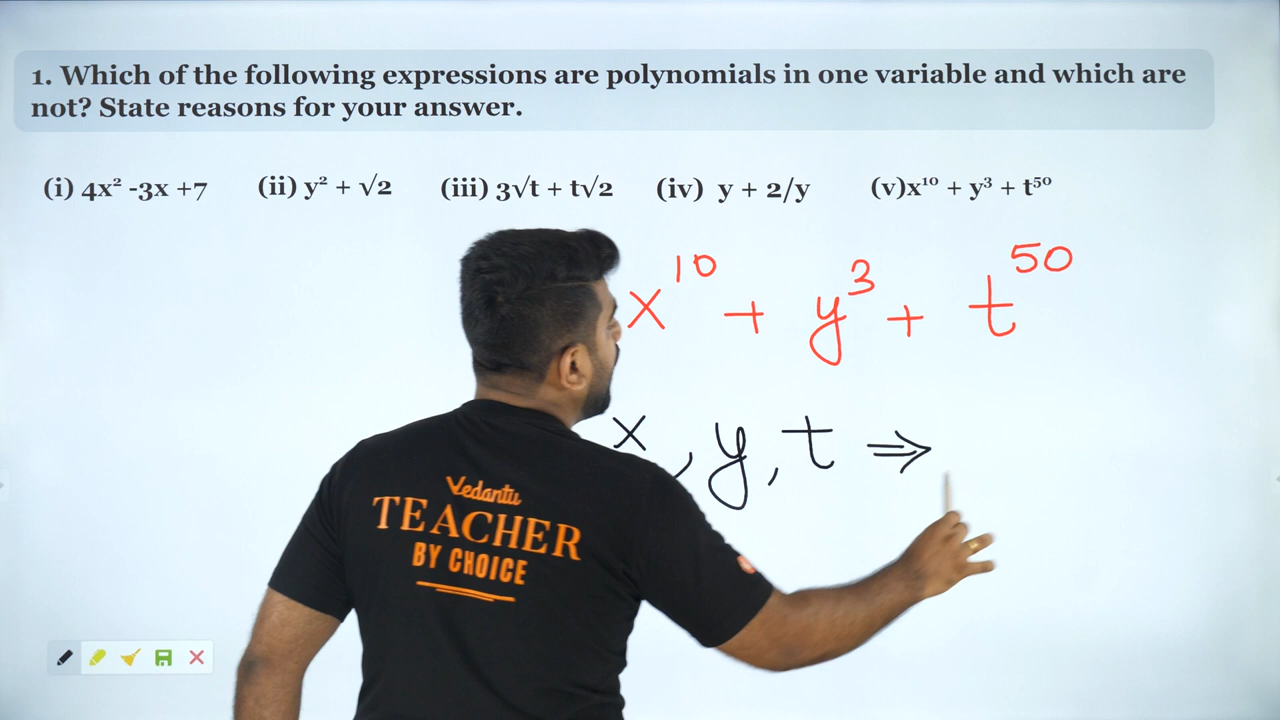 1. Which of the following expressions are polynomials in one variable and which are
not? State reasons for your answer.
(i) 4x² -3x +7 (ii) y² + √2 (iii) 3√t + t√2 (iv) y + 2/y (v)x¹⁰ + y³ + t⁵⁰
x¹⁰ + y³ + t⁵⁰
x , y , t ⇒
Vedantu
TEACHER
BY CHOICE